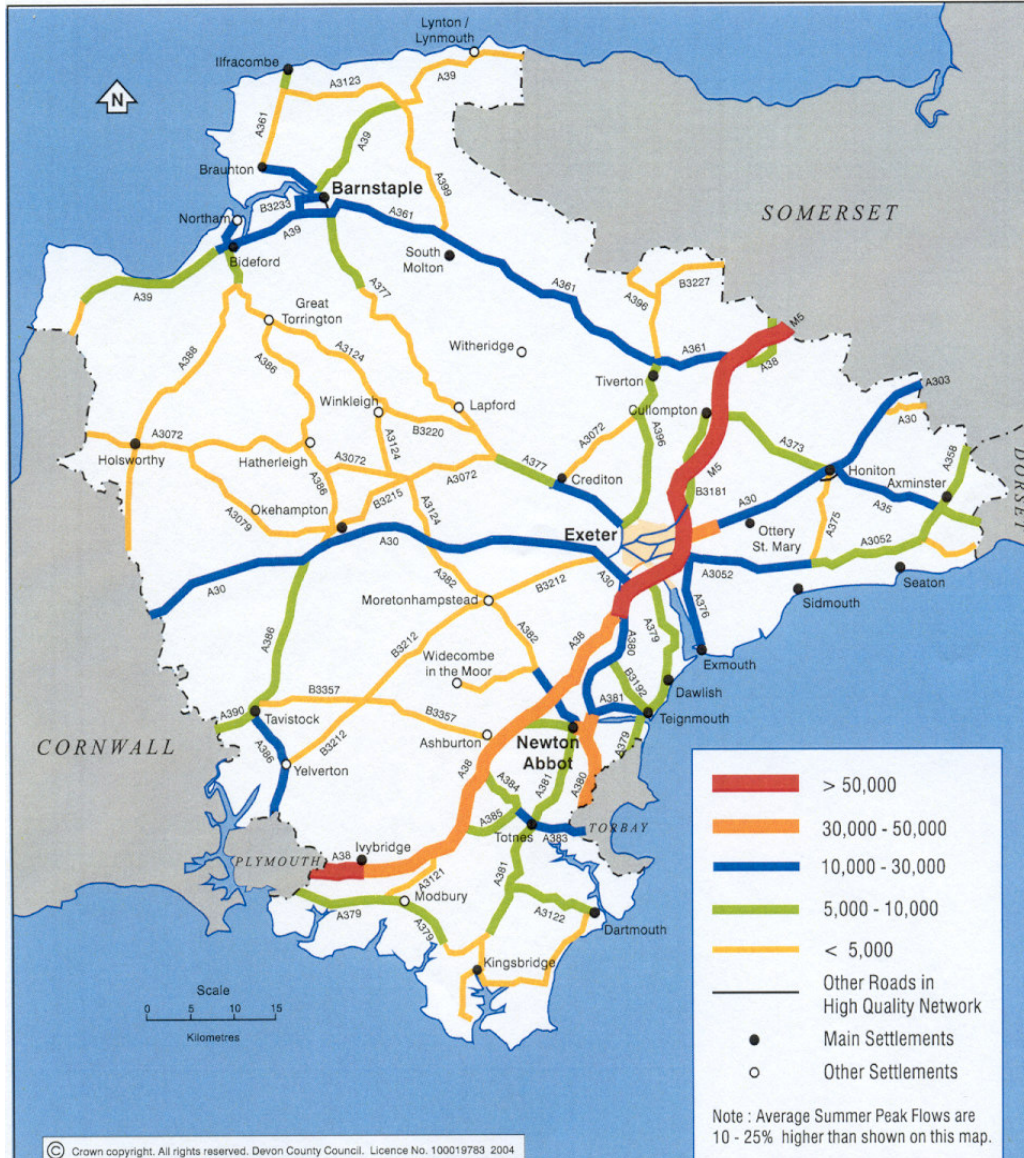 Lynton /
Lynmouth
Ilfracombe
N
A3123
A39
A361
A39
A399
Braunton
Barnstaple
B3233
Northam
A39
A361
SOMERSET
Bideford
South
Molton
A377
A361
B3227
A396
A39
Great
Torrington
M5
A3124
Witheridge
A361
A38
A388
A386
Tiverton
A303
Winkleigh
Lapford
Cullompton
A30
A3072
B3220
A3072
A396
A373
A358
Holsworthy
Hatherleigh
A3124
Honiton
A3072
A3072
A377
Crediton
M5
Axminster
A386
B3215
B3181
A35
DORSET
A3079
Okehampton
A3124
A30
A375
Exeter
Ottery
St. Mary
A30
A3052
A30
A382
B3212
A30
A3052
Seaton
Moretonhampstead
A376
Sidmouth
A386
B3212
A382
A38
A380
A379
Widecombe
in the Moor
Exmouth
B3357
B3192
Dawlish
A390
Tavistock
A381
B3357
Teignmouth
CORNWALL
A386
B3212
Ashburton
Newton
Abbot
A379
Yelverton
A38
A380
A384
A381
A385
TORBAY
Totnes
A383
Ivybridge
PLYMOUTH
A38
A3121
A381
Modbury
A379
A3122
A379
Dartmouth
Kingsbridge
Scale
0 5 10 15
Kilometres
> 50,000
30,000 - 50,000
10,000 - 30,000
5,000 - 10,000
< 5,000
Other Roads in
High Quality Network
Main Settlements
Other Settlements
Note : Average Summer Peak Flows are
10 - 25% higher than shown on this map.
© Crown copyright. All rights reserved. Devon County Council. Licence No. 100019783 2004